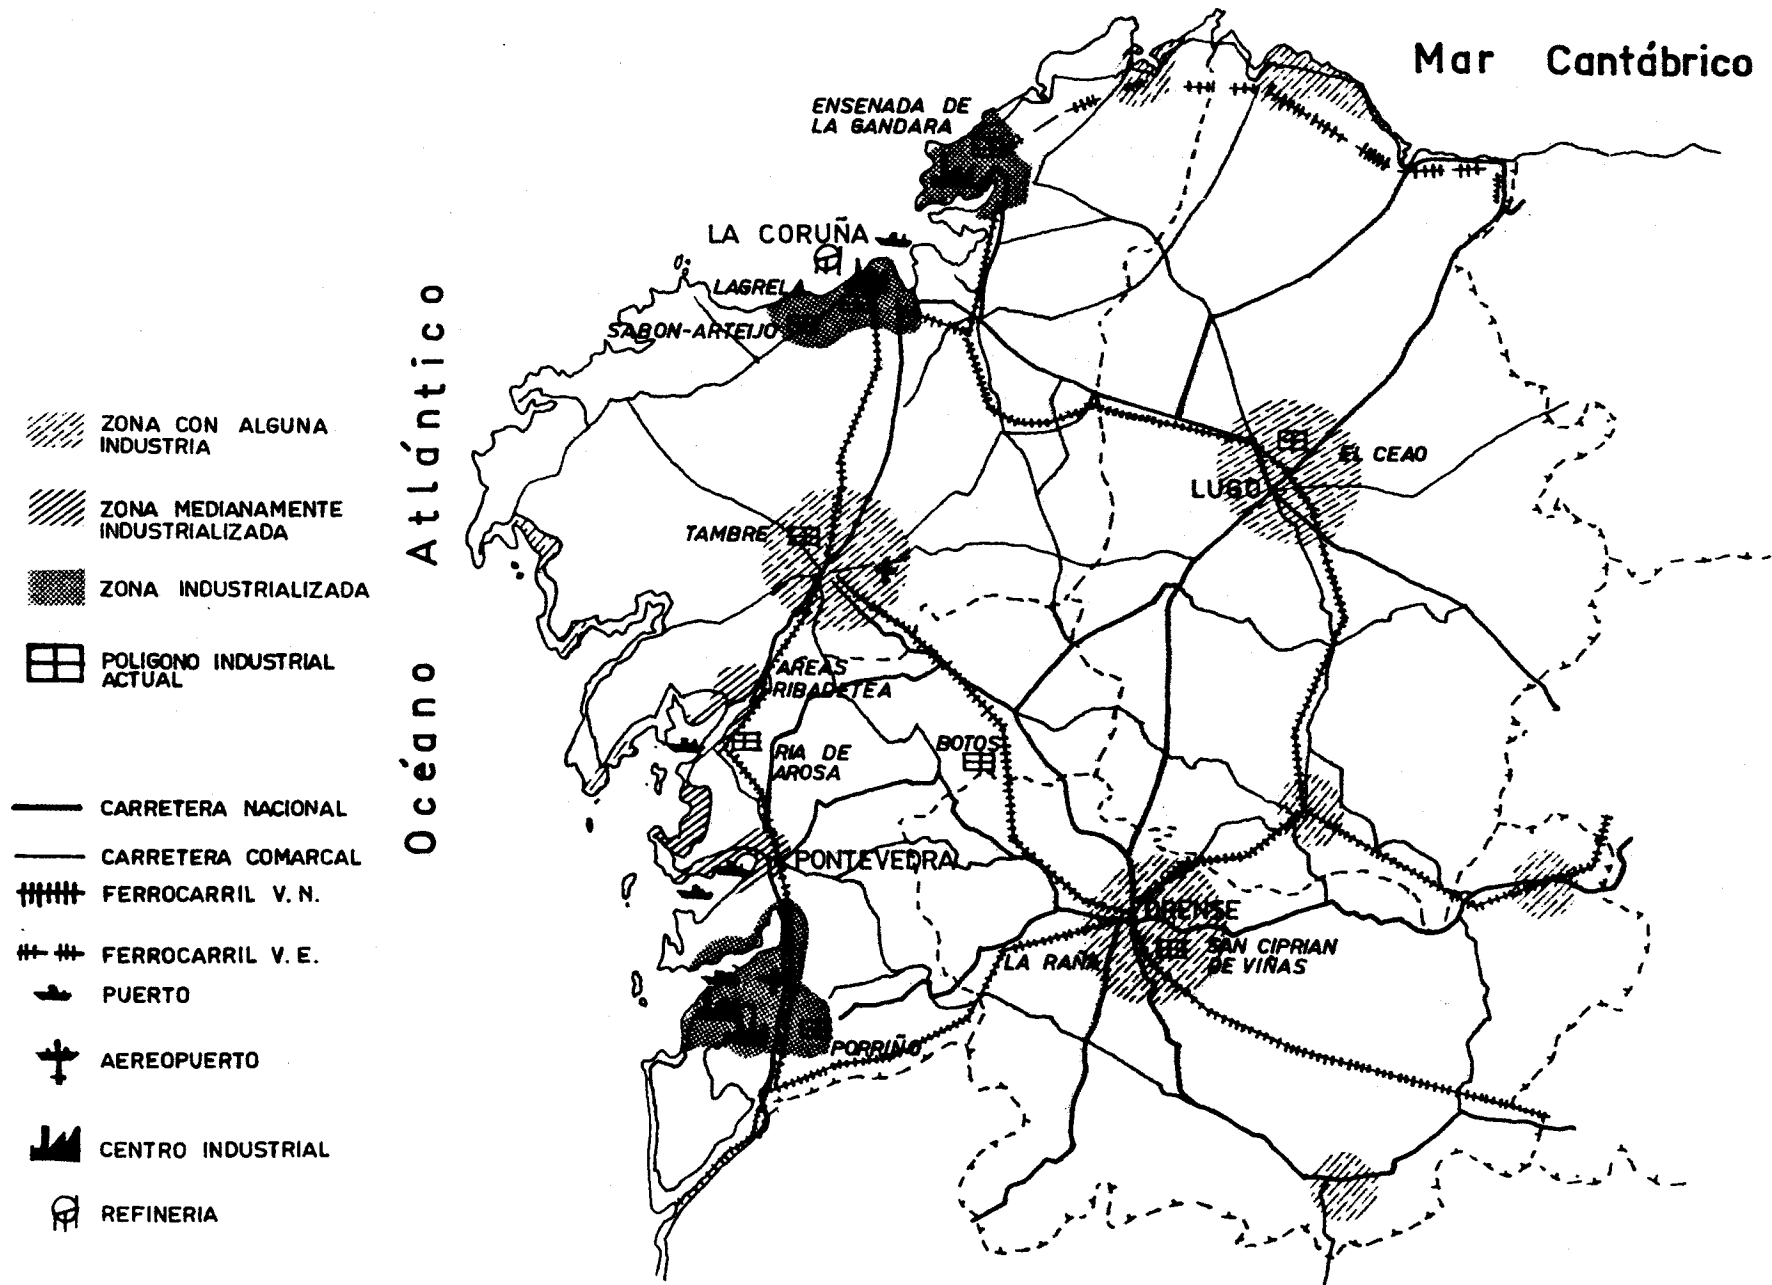 Mar Cantábrico
ENSENADA DE
LA GANDARA
LA CORUÑA
LAGRELA
SABON-ARTEIJO
Océano Atlántico
ZONA CON ALGUNA
INDUSTRIA
ZONA MEDIANAMENTE
INDUSTRIALIZADA
ZONA INDUSTRIALIZADA
POLIGONO INDUSTRIAL
ACTUAL
CARRETERA NACIONAL
CARRETERA COMARCAL
FERROCARRIL V. N.
FERROCARRIL V. E.
PUERTO
AEREOPUERTO
CENTRO INDUSTRIAL
REFINERIA
EL CEAO
LUGO
TAMBRE
AREAS
RIBADETEA
RIA DE
AROSA
BOTOS
PONTEVEDRA
ORENSE
SAN CIPRIAN
DE VIÑAS
LA RAÑA
PORRIÑO